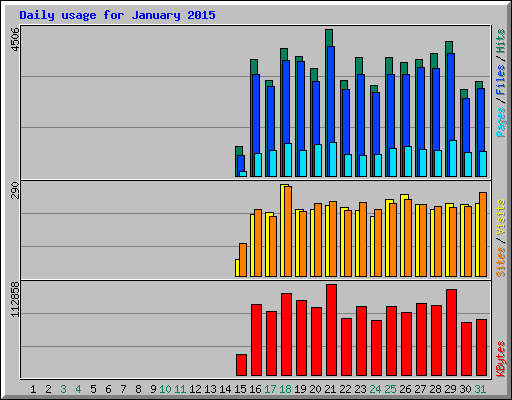 Daily usage for January 2015
4506
Pages / Files / Hits
290
Sites / Visits
112858
KBytes
1 2 3 4 5 6 7 8 9 10 11 12 13 14 15 16 17 18 19 20 21 22 23 24 25 26 27 28 29 30 31